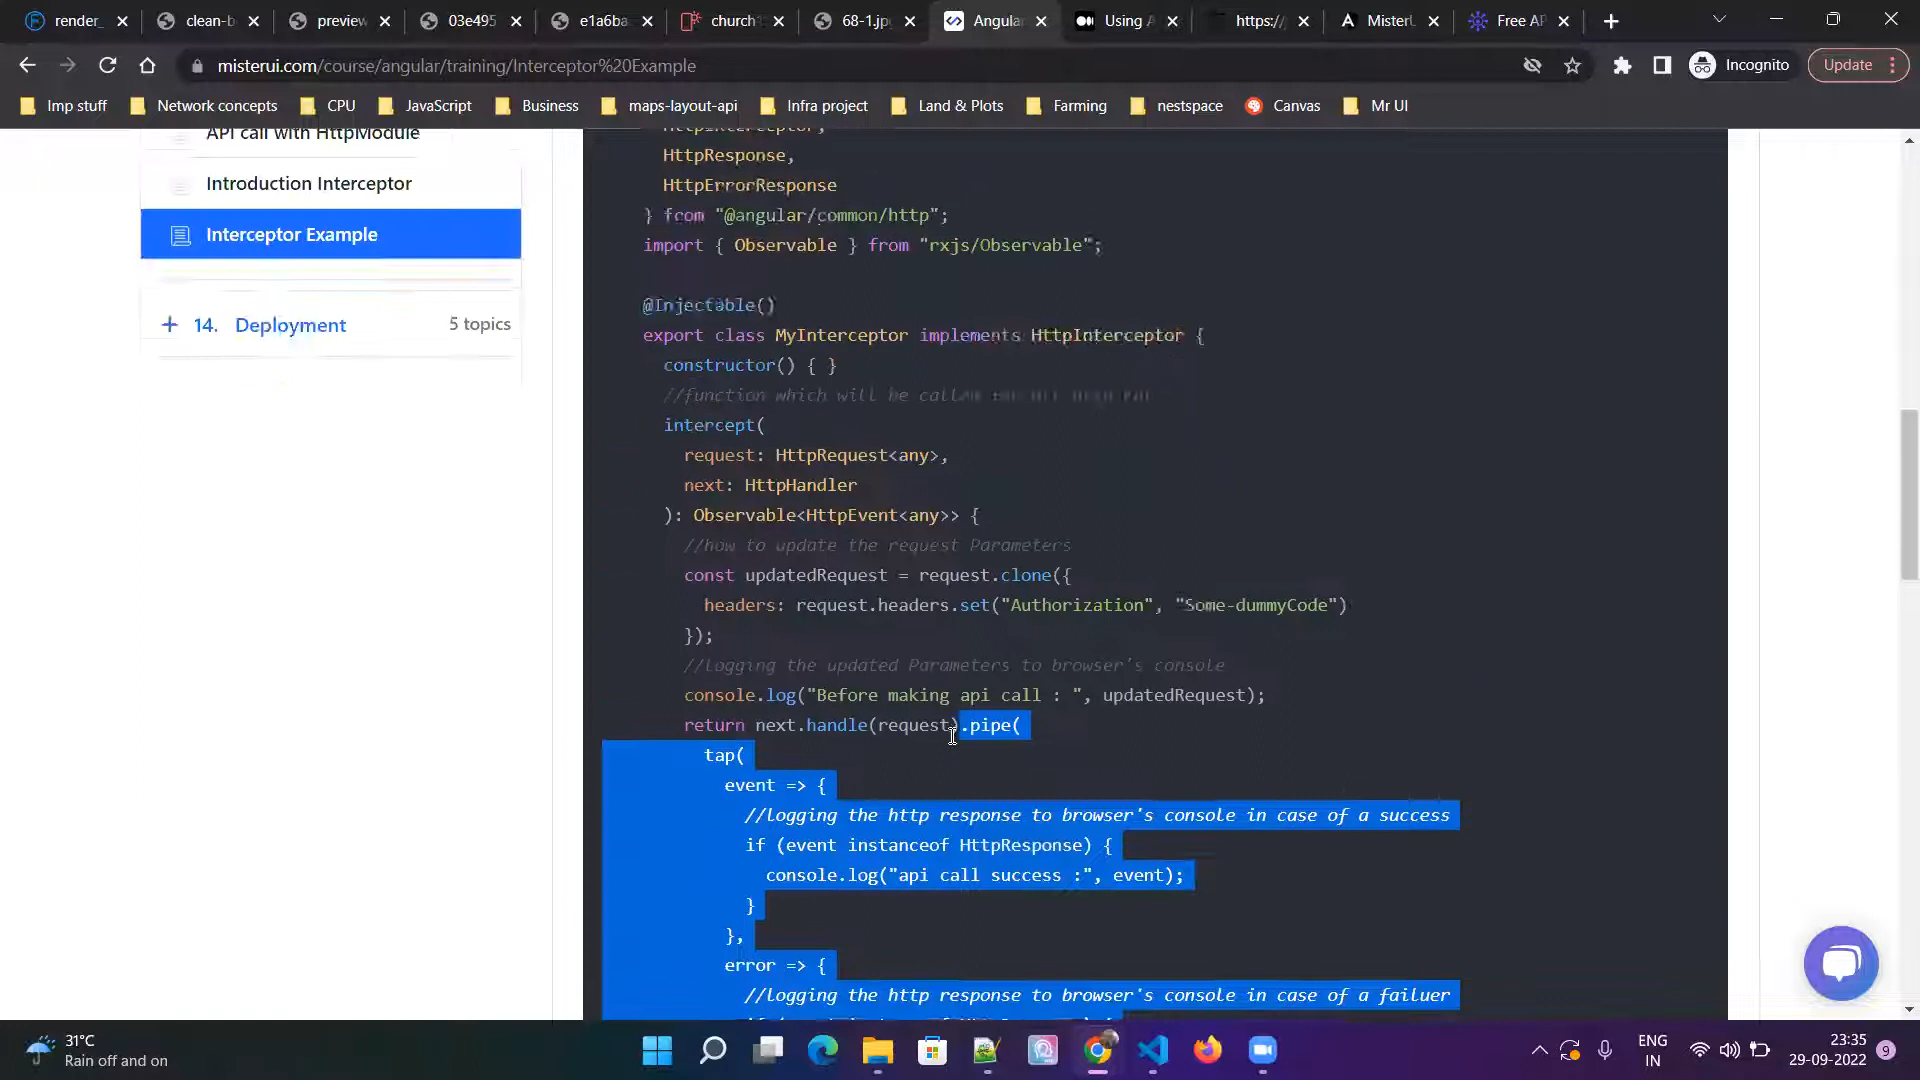 render_
clean-b
preview
03e495
e1a6ba
church
68-1.jp
Angula
Using A
https:/
MisterU
Free AP
misterui.com/course/angular/training/Interceptor%20Example
Incognito
Update
Imp stuff
Network concepts
CPU
JavaScript
Business
maps-layout-api
Infra project
Land & Plots
Farming
nestspace
Canvas
Mr UI
API call with HttpModule
Introduction Interceptor
Interceptor Example
14. Deployment
5 topics
HttpInterceptor,
HttpResponse,
HttpErrorResponse
} from "@angular/common/http";
import { Observable } from "rxjs/Observable";
@Injectable()
export class MyInterceptor implements HttpInterceptor {
constructor() { }
//function which will be called
intercept(
request: HttpRequest<any>,
next: HttpHandler
): Observable<HttpEvent<any>> {
//how to update the request Parameters
const updatedRequest = request.clone({
headers: request.headers.set("Authorization", "Some-dummyCode")
});
//logging the updated Parameters to browser's console
console.log("Before making api call : ", updatedRequest);
return next.handle(request).pipe(
tap(
event => {
//logging the http response to browser's console in case of a success
if (event instanceof HttpResponse) {
console.log("api call success :", event);
}
},
error => {
//logging the http response to browser's console in case of a failuer
31°C
Rain off and on
ENG
IN
23:35
29-09-2022
9